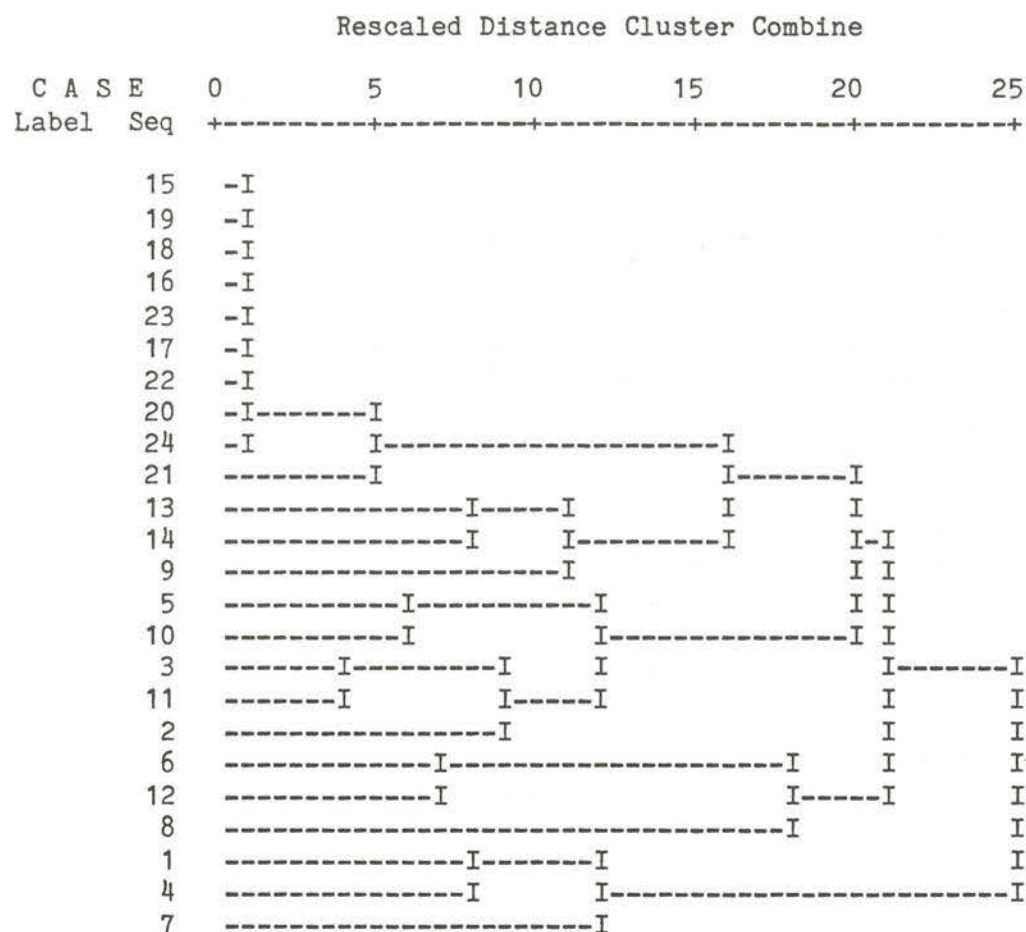 Rescaled Distance Cluster Combine
C A S E 0 5 10 15 20 25
Label Seq +---------+---------+---------+---------+---------+
15 -I
19 -I
18 -I
16 -I
23 -I
17 -I
22 -I
20 -I-------I
24 -I       I---------------------I
21 ---------I                     I-------I
13 ---------------I-----I         I       I
14 ---------------I     I---------I       I-I
9 ---------------------I                 I I
5 -----------I-----------I               I I
10 -----------I           I---------------I I
3 -------I---------I     I                 I-------I
11 -------I         I-----I                 I       I
2 -----------------I                       I       I
6 -------------I---------------------I     I       I
12 -------------I                     I-----I       I
8 -----------------------------------I             I
1 ---------------I-------I                         I
4 ---------------I       I-------------------------I
7 -----------------------I